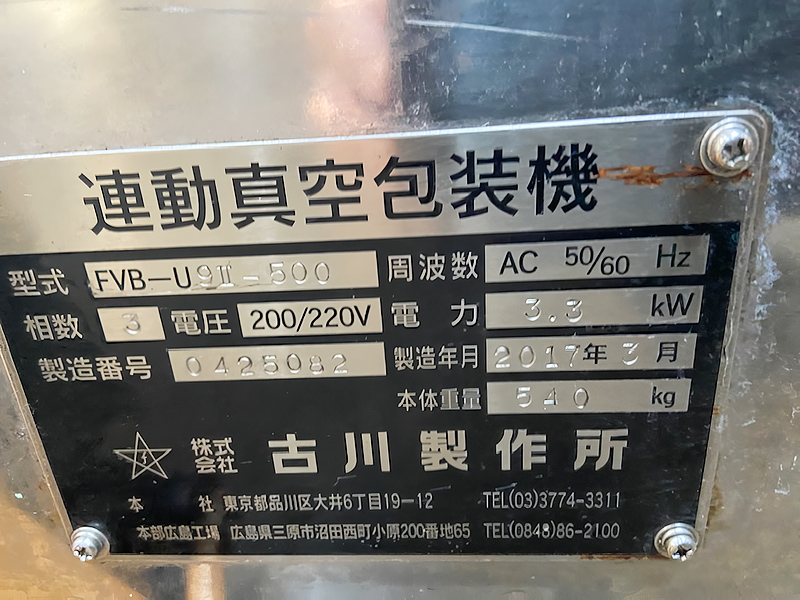 連動真空包装機
型式 FVB-U9Ⅱ-500 周波数 AC 50/60 Hz
相数 3 電圧 200/220V 電力 3.3 kW
製造番号 0425082 製造年月 2017年 3月
本体重量 540 kg
株式会社 古川製作所
本社 東京都品川区大井6丁目19-12 TEL(03)3774-3311
本部広島工場 広島県三原市沼田西町小原200番地65 TEL(0848)86-2100